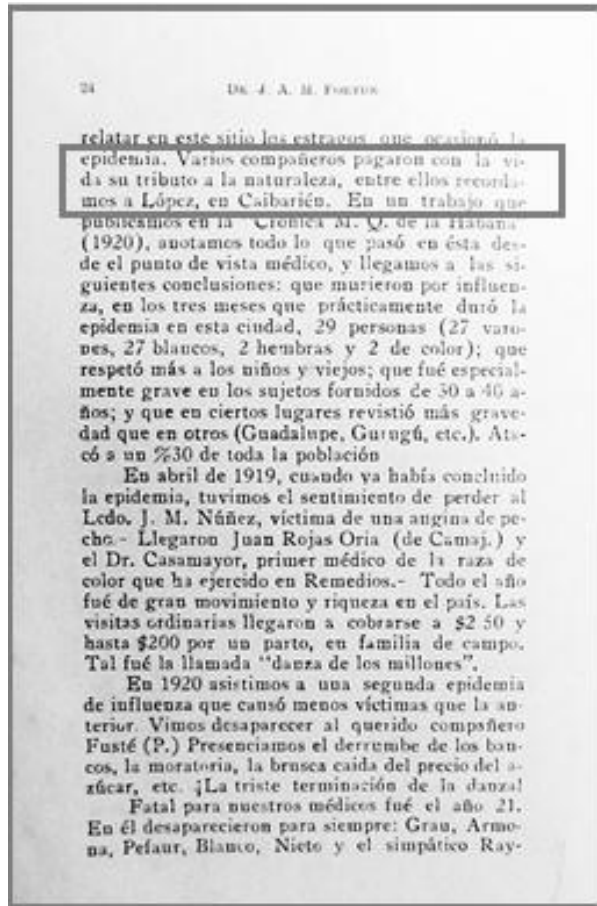 24 DR. J. A. M. FORTUN
relatar en este sitio los estragos que ocasionó la
epidemia. Varios compañeros pagaron con la vi-
da su tributo a la naturaleza, entre ellos recorda-
mos a López, en Caibarién. En un trabajo que
publicamos en la "Crónica M. Q. de la Habana"
(1920), anotamos todo lo que pasó en ésta des-
de el punto de vista médico, y llegamos a las si-
guientes conclusiones: que murieron por influen-
za, en los tres meses que prácticamente duró la
epidemia en esta ciudad, 29 personas (27 varo-
nes, 27 blancos, 2 hembras y 2 de color); que
respetó más a los niños y viejos; que fué especial-
mente grave en los sujetos fornidos de 30 a 40 a-
ños; y que en ciertos lugares revistió más grave-
dad que en otros (Guadalupe, Gurugú, etc.). Ata-
có a un %30 de toda la población
En abril de 1919, cuando ya había concluido
la epidemia, tuvimos el sentimiento de perder al
Ledo. J. M. Núñez, víctima de una angina de pe-
cho.- Llegaron Juan Rojas Oria (de Camaj.) y
el Dr. Casamayor, primer médico de la raza de
color que ha ejercido en Remedios.- Todo el año
fué de gran movimiento y riqueza en el país. Las
visitas ordinarias llegaron a cobrarse a $2 50 y
hasta $200 por un parto, en familia de campo.
Tal fué la llamada "danza de los millones".
En 1920 asistimos a una segunda epidemia
de influenza que causó menos víctimas que la an-
terior. Vimos desaparecer al querido compañero
Fusté (P.) Presenciamos el derrumbe de los ban-
cos, la moratoria, la brusca caida del precio del a-
zúcar, etc. ¡La triste terminación de la danza!
Fatal para nuestros médicos fué el año 21.
En él desaparecieron para siempre: Grau, Armo-
na, Pefaur, Blanco, Nieto y el simpático Ray-